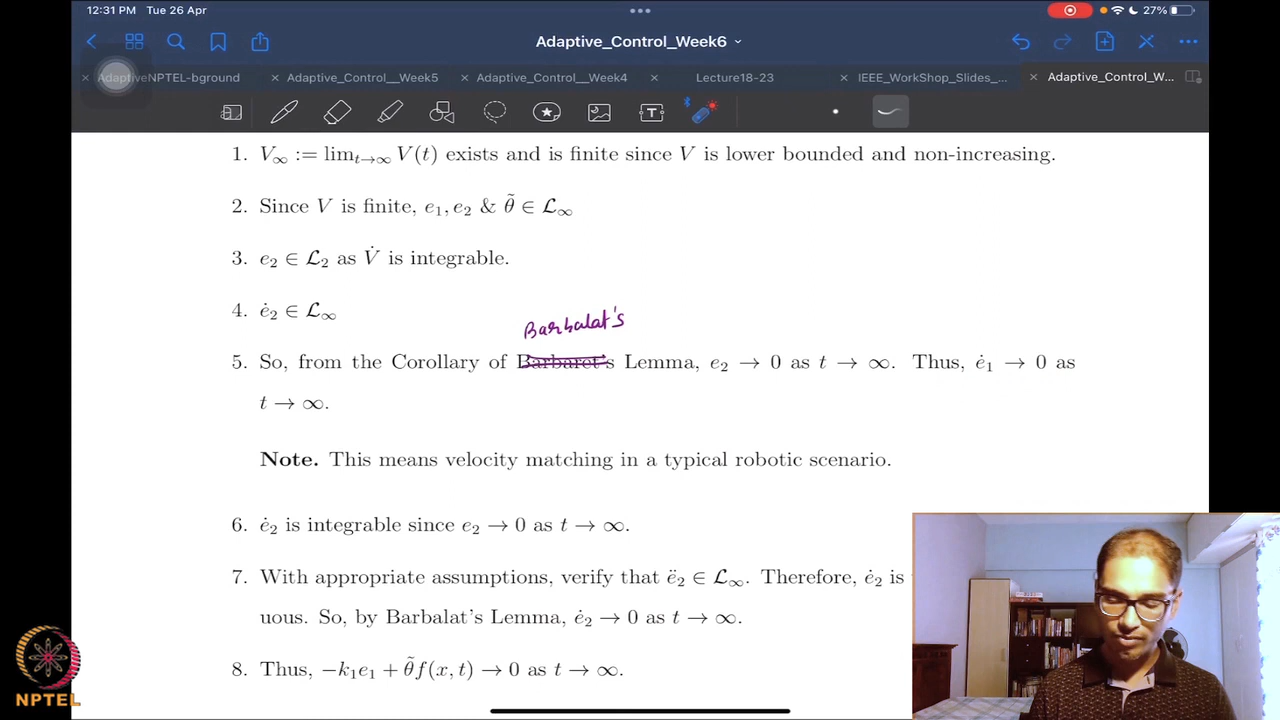 12:31 PM Tue 26 Apr
27%
Adaptive_Control_Week6
AdaptiveNPTEL-bground
Adaptive_Control__Week5
Adaptive_Control__Week4
Lecture18-23
IEEE_WorkShop_Slides_...
Adaptive_Control_W...
1. V∞ := lim_{t→∞} V(t) exists and is finite since V is lower bounded and non-increasing.
2. Since V is finite, e₁, e₂ & θ̃ ∈ 𝓛∞
3. e₂ ∈ 𝓛₂ as V̇ is integrable.
4. ė₂ ∈ 𝓛∞
Barbalat's
5. So, from the Corollary of Barbaret's Lemma, e₂ → 0 as t → ∞. Thus, ė₁ → 0 as
t → ∞.
Note. This means velocity matching in a typical robotic scenario.
6. ė₂ is integrable since e₂ → 0 as t → ∞.
7. With appropriate assumptions, verify that ë₂ ∈ 𝓛∞. Therefore, ė₂ is
uous. So, by Barbalat's Lemma, ė₂ → 0 as t → ∞.
8. Thus, −k₁e₁ + θ̃f(x, t) → 0 as t → ∞.
NPTEL